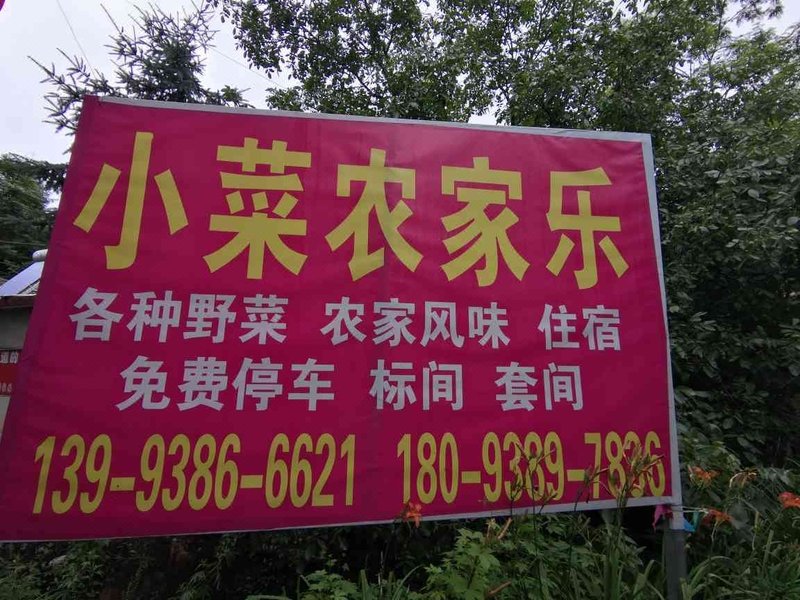 小菜农家乐
各种野菜 农家风味 住宿
免费停车 标间 套间
139-9386-6621 180-9389-7836